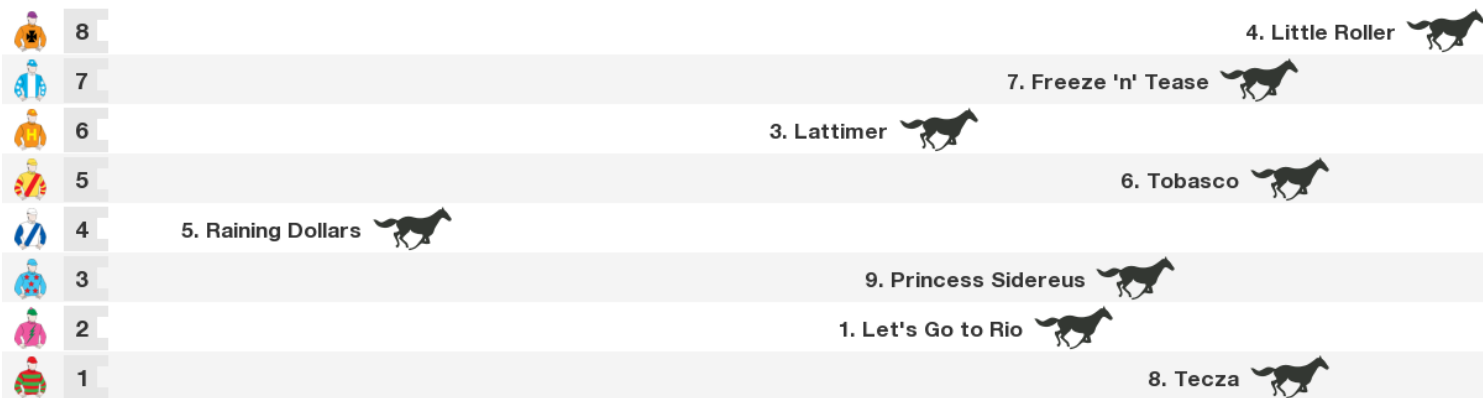 8 4. Little Roller
7 7. Freeze 'n' Tease
H 6 3. Lattimer
5 6. Tobasco
4 5. Raining Dollars
3 9. Princess Sidereus
2 1. Let's Go to Rio
1 8. Tecza